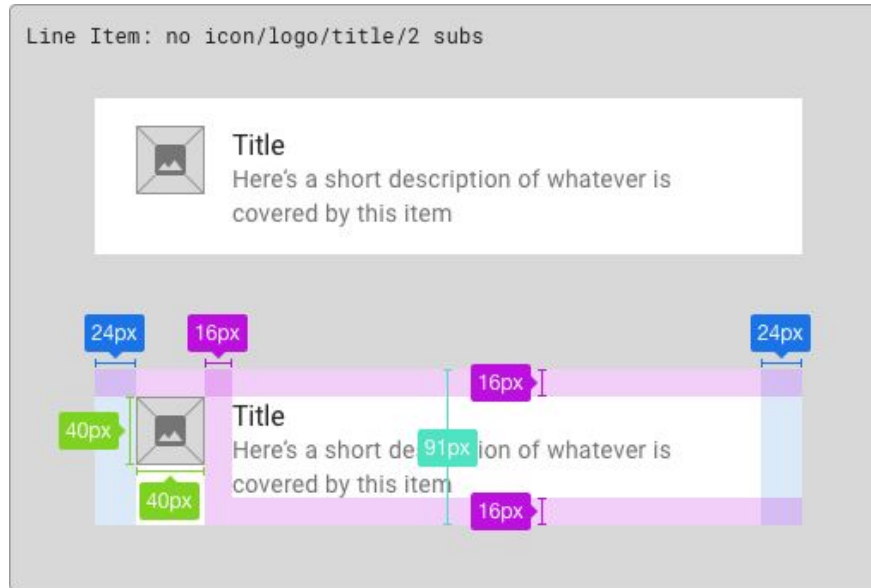 Line Item: no icon/logo/title/2 subs
Title
Here's a short description of whatever is
covered by this item
24px
16px
24px
16px
40px
Title
Here's a short de
91px
ion of whatever is
covered by this item
40px
16px